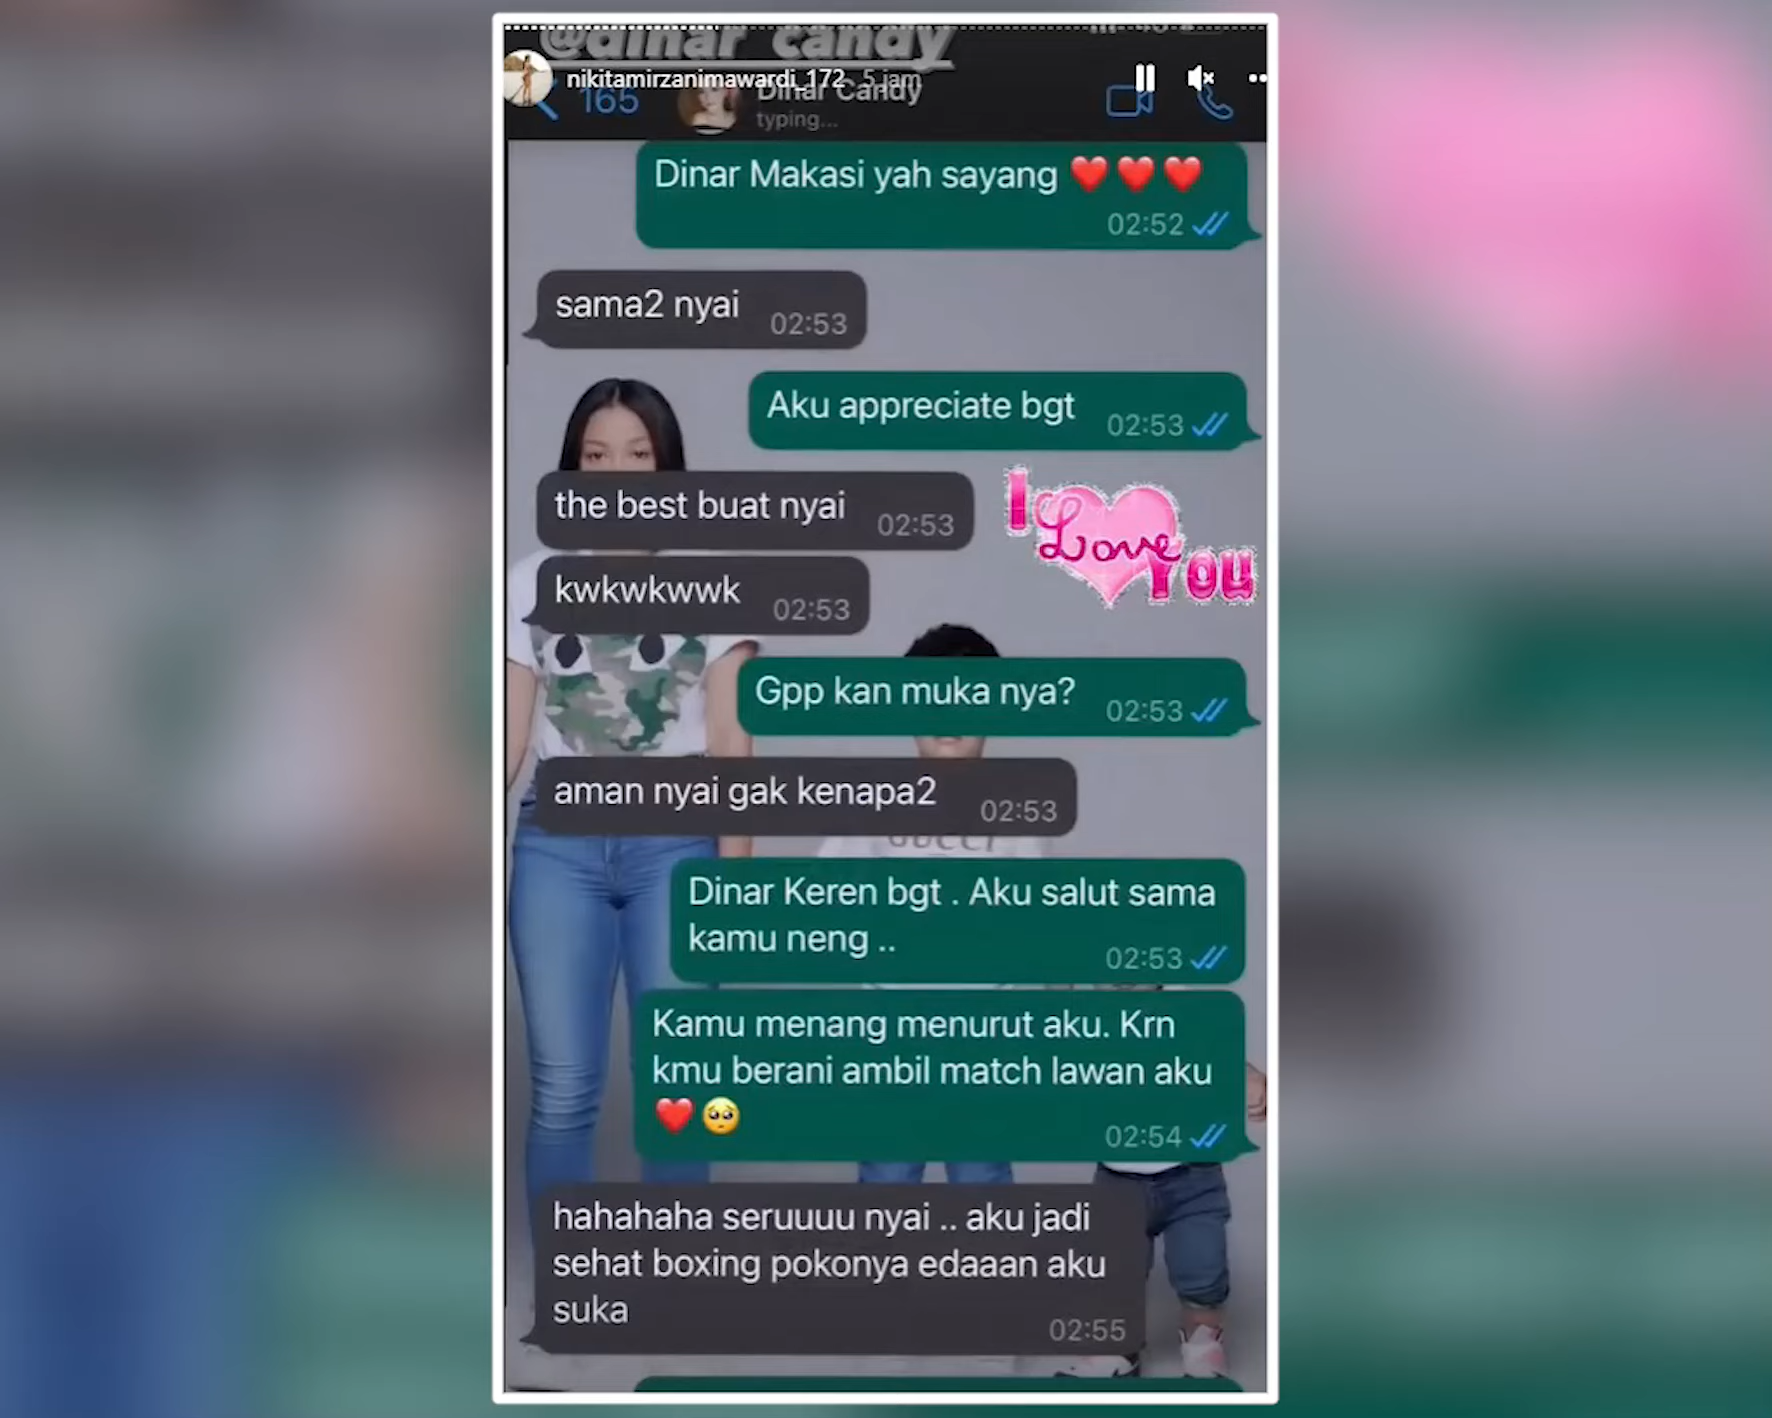 @dinar_candy
nikitamirzanimawardi_172 5 jam
165
Dinar Candy
typing...
Dinar Makasi yah sayang ❤️❤️❤️
02:52
sama2 nyai
02:53
Aku appreciate bgt
02:53
the best buat nyai
02:53
I Love You
kwkwkwwk
02:53
Gpp kan muka nya?
02:53
aman nyai gak kenapa2
02:53
GUCCI
Dinar Keren bgt . Aku salut sama
kamu neng ..
02:53
Kamu menang menurut aku. Krn
kmu berani ambil match lawan aku
❤️🥺
02:54
hahahaha seruuuu nyai .. aku jadi
sehat boxing pokonya edaaan aku
suka
02:55